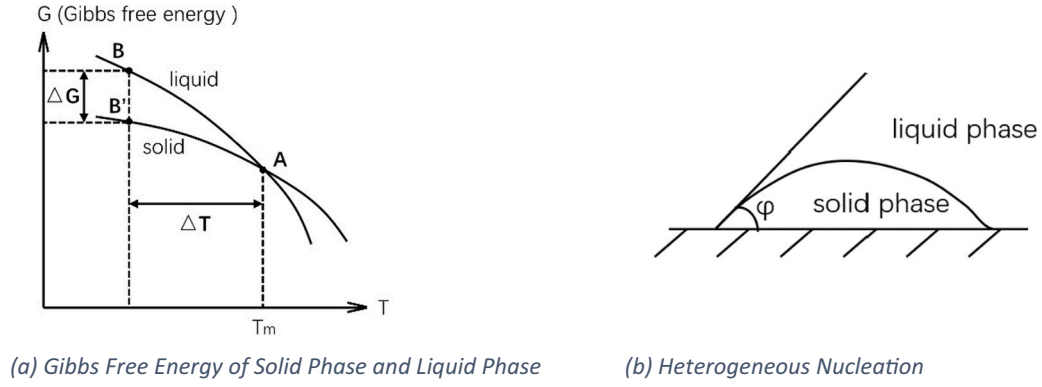 G (Gibbs free energy )
B
liquid
△G
B'
solid
A
△T
T
Tm
(a) Gibbs Free Energy of Solid Phase and Liquid Phase
liquid phase
solid phase
φ
(b) Heterogeneous Nucleation